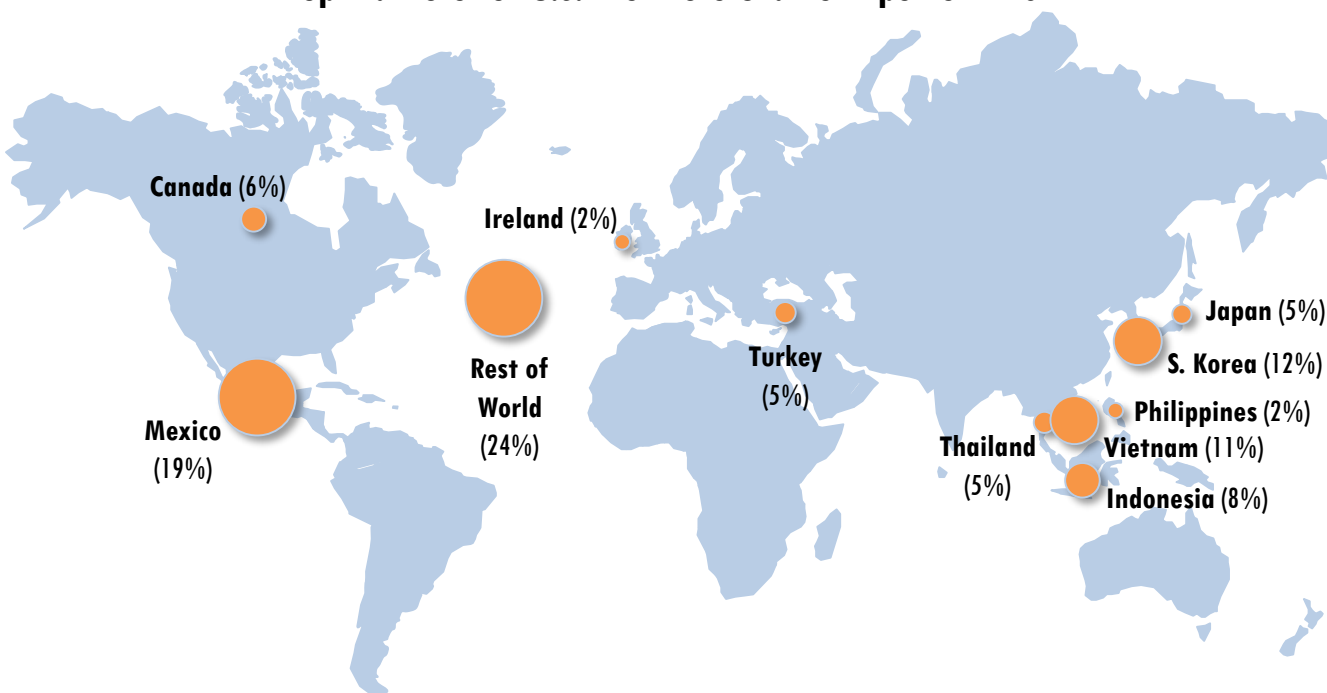 Canada (6%)
Ireland (2%)
Rest of
World
(24%)
Mexico
(19%)
Turkey
(5%)
Japan (5%)
S. Korea (12%)
Philippines (2%)
Thailand
(5%)
Vietnam (11%)
Indonesia (8%)